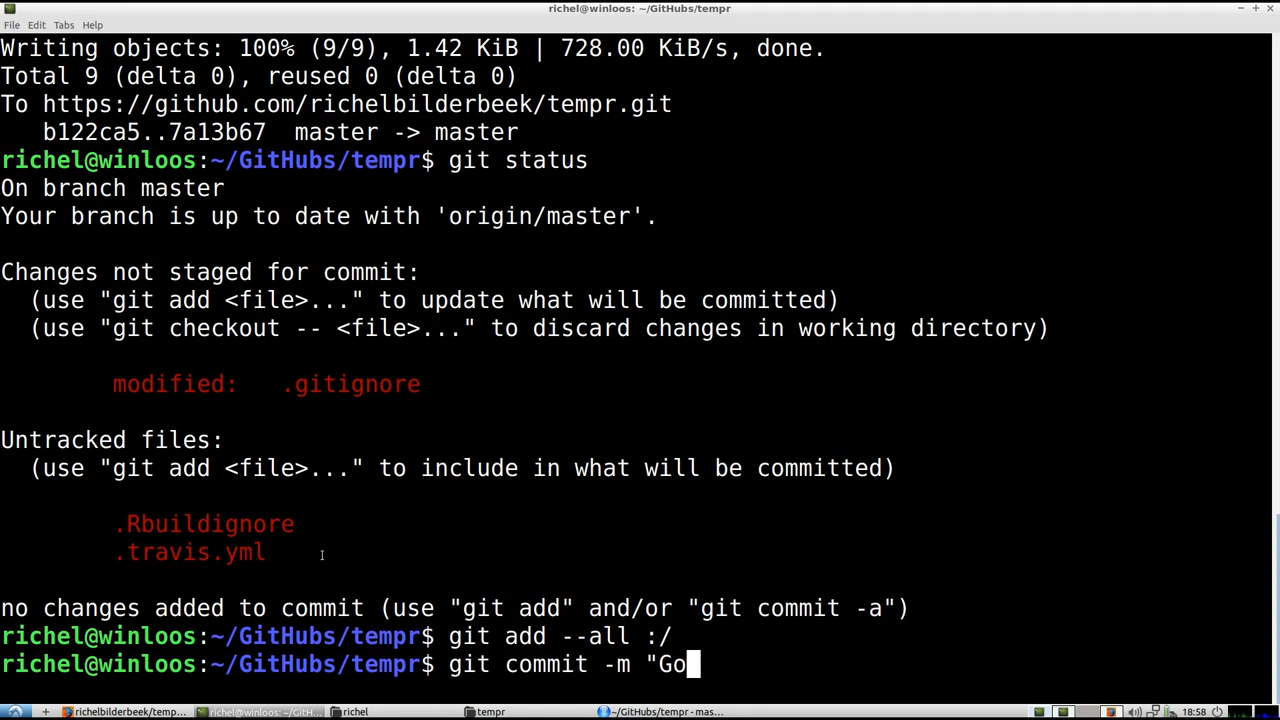 richel@winloos: ~/GitHubs/tempr
File Edit Tabs Help
Writing objects: 100% (9/9), 1.42 KiB | 728.00 KiB/s, done.
Total 9 (delta 0), reused 0 (delta 0)
To https://github.com/richelbilderbeek/tempr.git
   b122ca5..7a13b67  master -> master
richel@winloos:~/GitHubs/tempr$ git status
On branch master
Your branch is up to date with 'origin/master'.
Changes not staged for commit:
  (use "git add <file>..." to update what will be committed)
  (use "git checkout -- <file>..." to discard changes in working directory)
        modified:   .gitignore
Untracked files:
  (use "git add <file>..." to include in what will be committed)
        .Rbuildignore
        .travis.yml
no changes added to commit (use "git add" and/or "git commit -a")
richel@winloos:~/GitHubs/tempr$ git add --all :/
richel@winloos:~/GitHubs/tempr$ git commit -m "Go
richelbilderbeek/temp... richel@winloos: ~/GitH... richel tempr ~/GitHubs/tempr - mas... 18:58